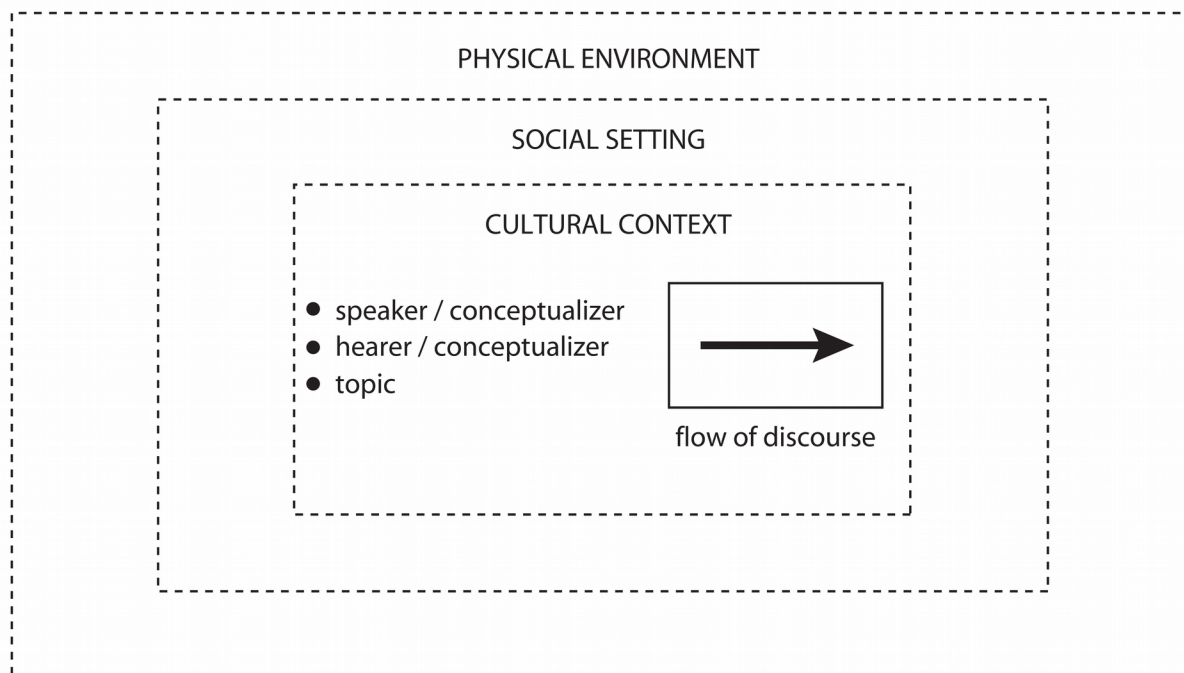 PHYSICAL ENVIRONMENT
SOCIAL SETTING
CULTURAL CONTEXT
● speaker / conceptualizer
● hearer / conceptualizer
● topic
flow of discourse